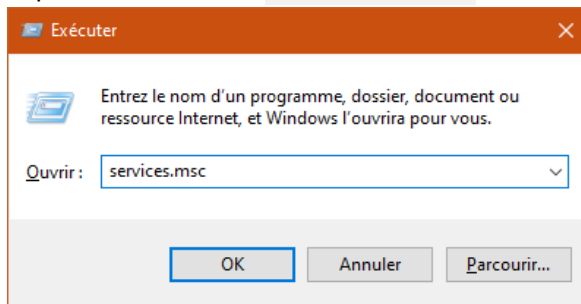 Exécuter
Entrez le nom d'un programme, dossier, document ou
ressource Internet, et Windows l'ouvrira pour vous.
Ouvrir : services.msc
OK Annuler Parcourir...